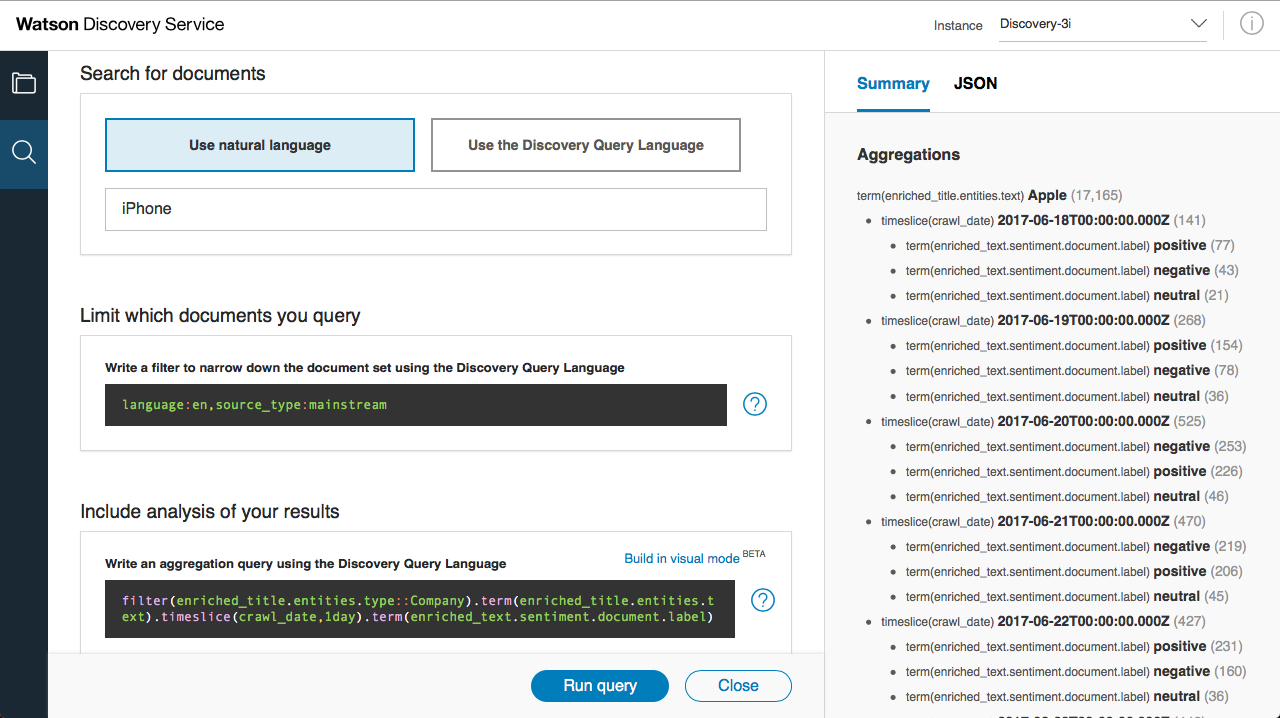 Watson Discovery Service
Instance
Discovery-3i
Search for documents
Use natural language
Use the Discovery Query Language
iPhone
Limit which documents you query
Write a filter to narrow down the document set using the Discovery Query Language
language:en,source_type:mainstream
Include analysis of your results
Write an aggregation query using the Discovery Query Language
Build in visual mode BETA
filter(enriched_title.entities.type::Company).term(enriched_title.entities.t
ext).timeslice(crawl_date,1day).term(enriched_text.sentiment.document.label)
Run query
Close
Summary
JSON
Aggregations
term(enriched_title.entities.text) Apple (17,165)
timeslice(crawl_date) 2017-06-18T00:00:00.000Z (141)
term(enriched_text.sentiment.document.label) positive (77)
term(enriched_text.sentiment.document.label) negative (43)
term(enriched_text.sentiment.document.label) neutral (21)
timeslice(crawl_date) 2017-06-19T00:00:00.000Z (268)
term(enriched_text.sentiment.document.label) positive (154)
term(enriched_text.sentiment.document.label) negative (78)
term(enriched_text.sentiment.document.label) neutral (36)
timeslice(crawl_date) 2017-06-20T00:00:00.000Z (525)
term(enriched_text.sentiment.document.label) negative (253)
term(enriched_text.sentiment.document.label) positive (226)
term(enriched_text.sentiment.document.label) neutral (46)
timeslice(crawl_date) 2017-06-21T00:00:00.000Z (470)
term(enriched_text.sentiment.document.label) negative (219)
term(enriched_text.sentiment.document.label) positive (206)
term(enriched_text.sentiment.document.label) neutral (45)
timeslice(crawl_date) 2017-06-22T00:00:00.000Z (427)
term(enriched_text.sentiment.document.label) positive (231)
term(enriched_text.sentiment.document.label) negative (160)
term(enriched_text.sentiment.document.label) neutral (36)